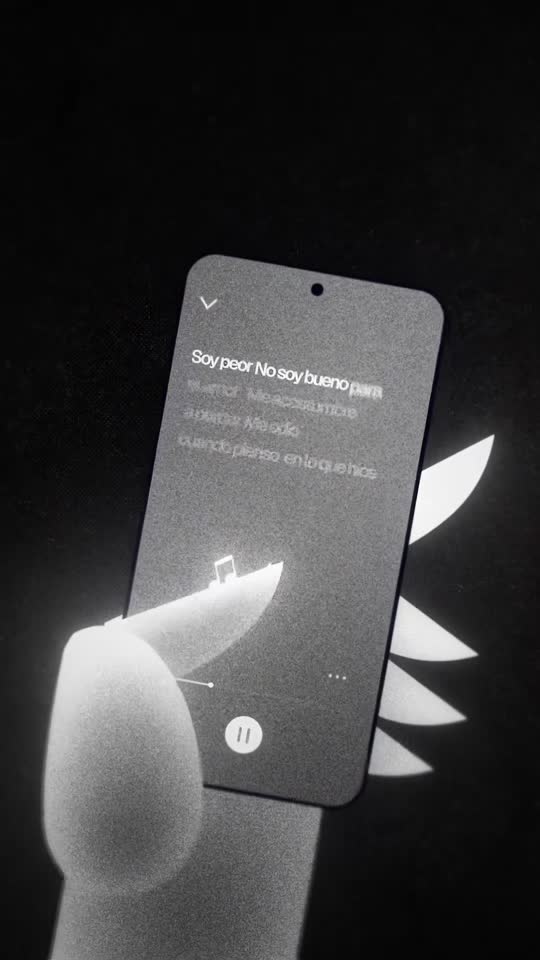 Soy peor No soy bueno para
el amor Me acostumbre
a perder Me odio
cuando pienso en lo que hice